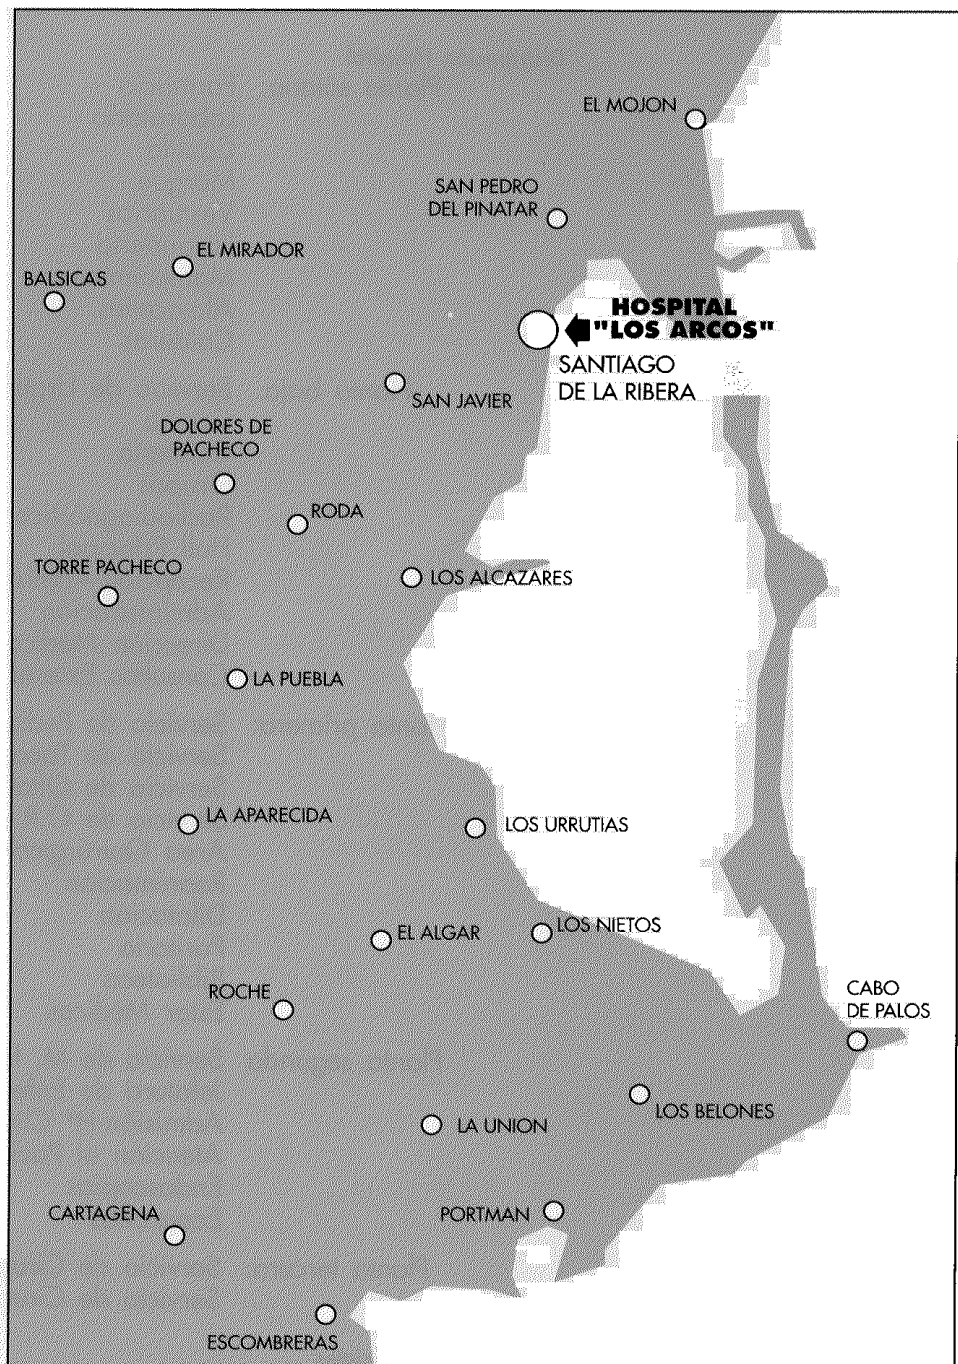 EL MOJON
SAN PEDRO
DEL PINATAR
EL MIRADOR
BALSICAS
HOSPITAL
"LOS ARCOS"
SANTIAGO
DE LA RIBERA
SAN JAVIER
DOLORES DE
PACHECO
RODA
TORRE PACHECO
LOS ALCAZARES
LA PUEBLA
LA APARECIDA
LOS URRUTIAS
EL ALGAR
LOS NIETOS
ROCHE
CABO
DE PALOS
LOS BELONES
LA UNION
CARTAGENA
PORTMAN
ESCOMBRERAS